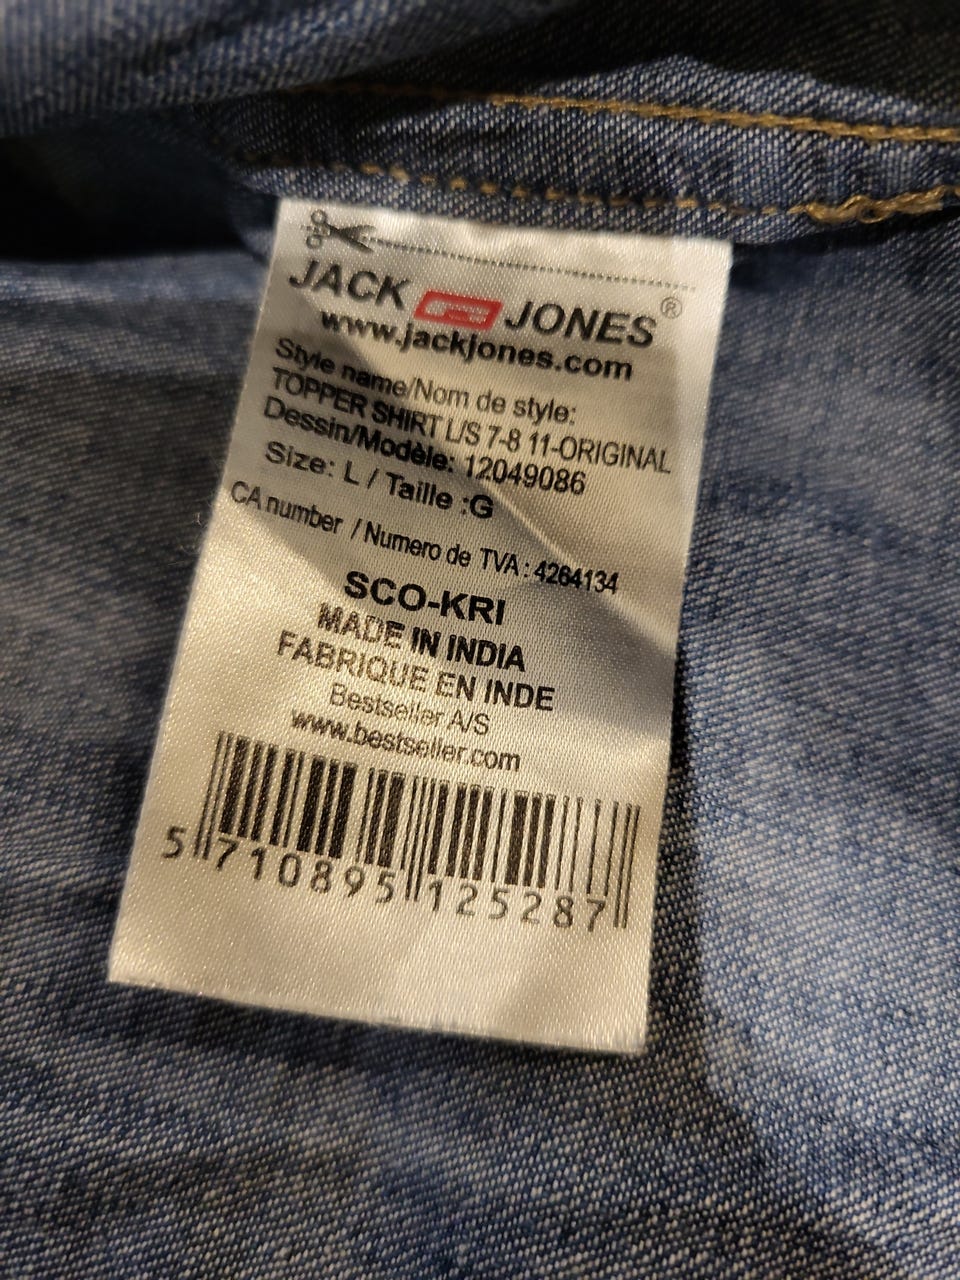 JACK JONES®
www.jackjones.com
Style name/Nom de style:
TOPPER SHIRT L/S 7-8 11-ORIGINAL
Dessin/Modèle: 12049086
Size: L / Taille :G
CA number / Numero de TVA : 4264134
SCO-KRI
MADE IN INDIA
FABRIQUE EN INDE
Bestseller A/S
www.bestseller.com
5 710895 125287